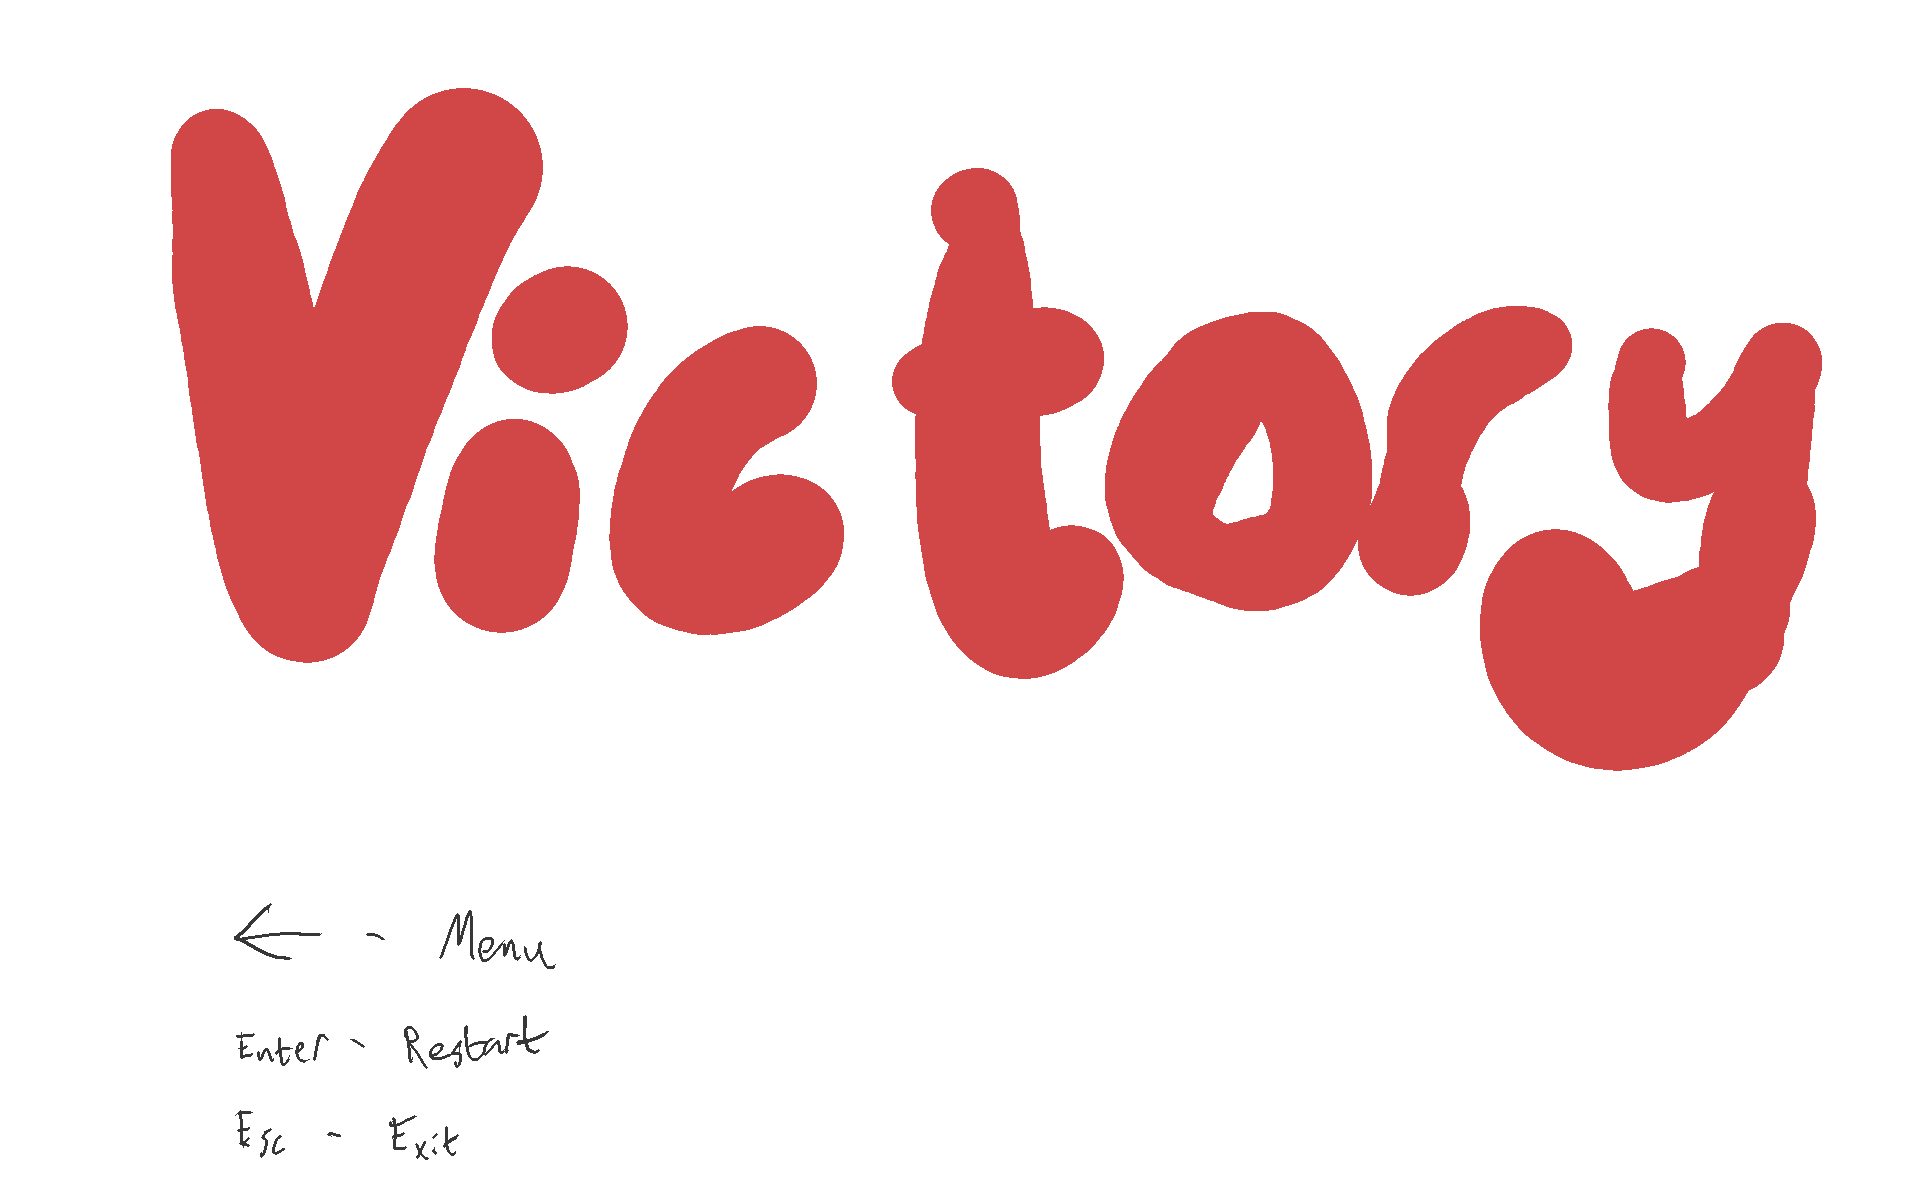 Victory
← - Menu
Enter - Restart
Esc - Exit